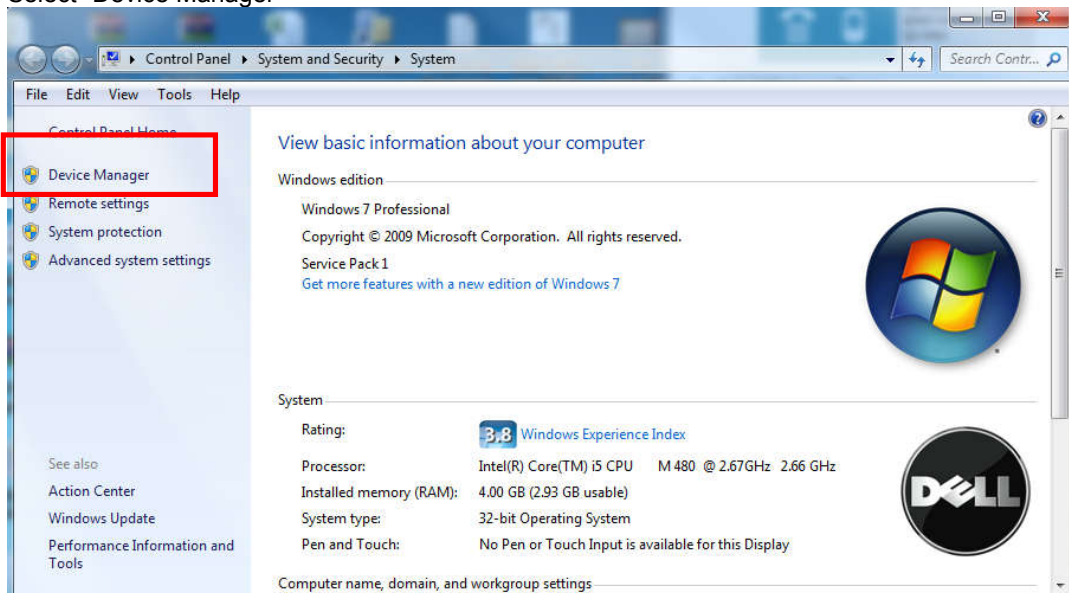 Select "Device Manager"
Control Panel ▸ System and Security ▸ System
Search Contr...
File Edit View Tools Help
Control Panel Home
Device Manager
Remote settings
System protection
Advanced system settings
See also
Action Center
Windows Update
Performance Information and
Tools
View basic information about your computer
Windows edition
Windows 7 Professional
Copyright © 2009 Microsoft Corporation. All rights reserved.
Service Pack 1
Get more features with a new edition of Windows 7
System
Rating:
3.8 Windows Experience Index
Processor: Intel(R) Core(TM) i5 CPU M 480 @ 2.67GHz 2.66 GHz
Installed memory (RAM): 4.00 GB (2.93 GB usable)
System type: 32-bit Operating System
Pen and Touch: No Pen or Touch Input is available for this Display
DELL
Computer name, domain, and workgroup settings